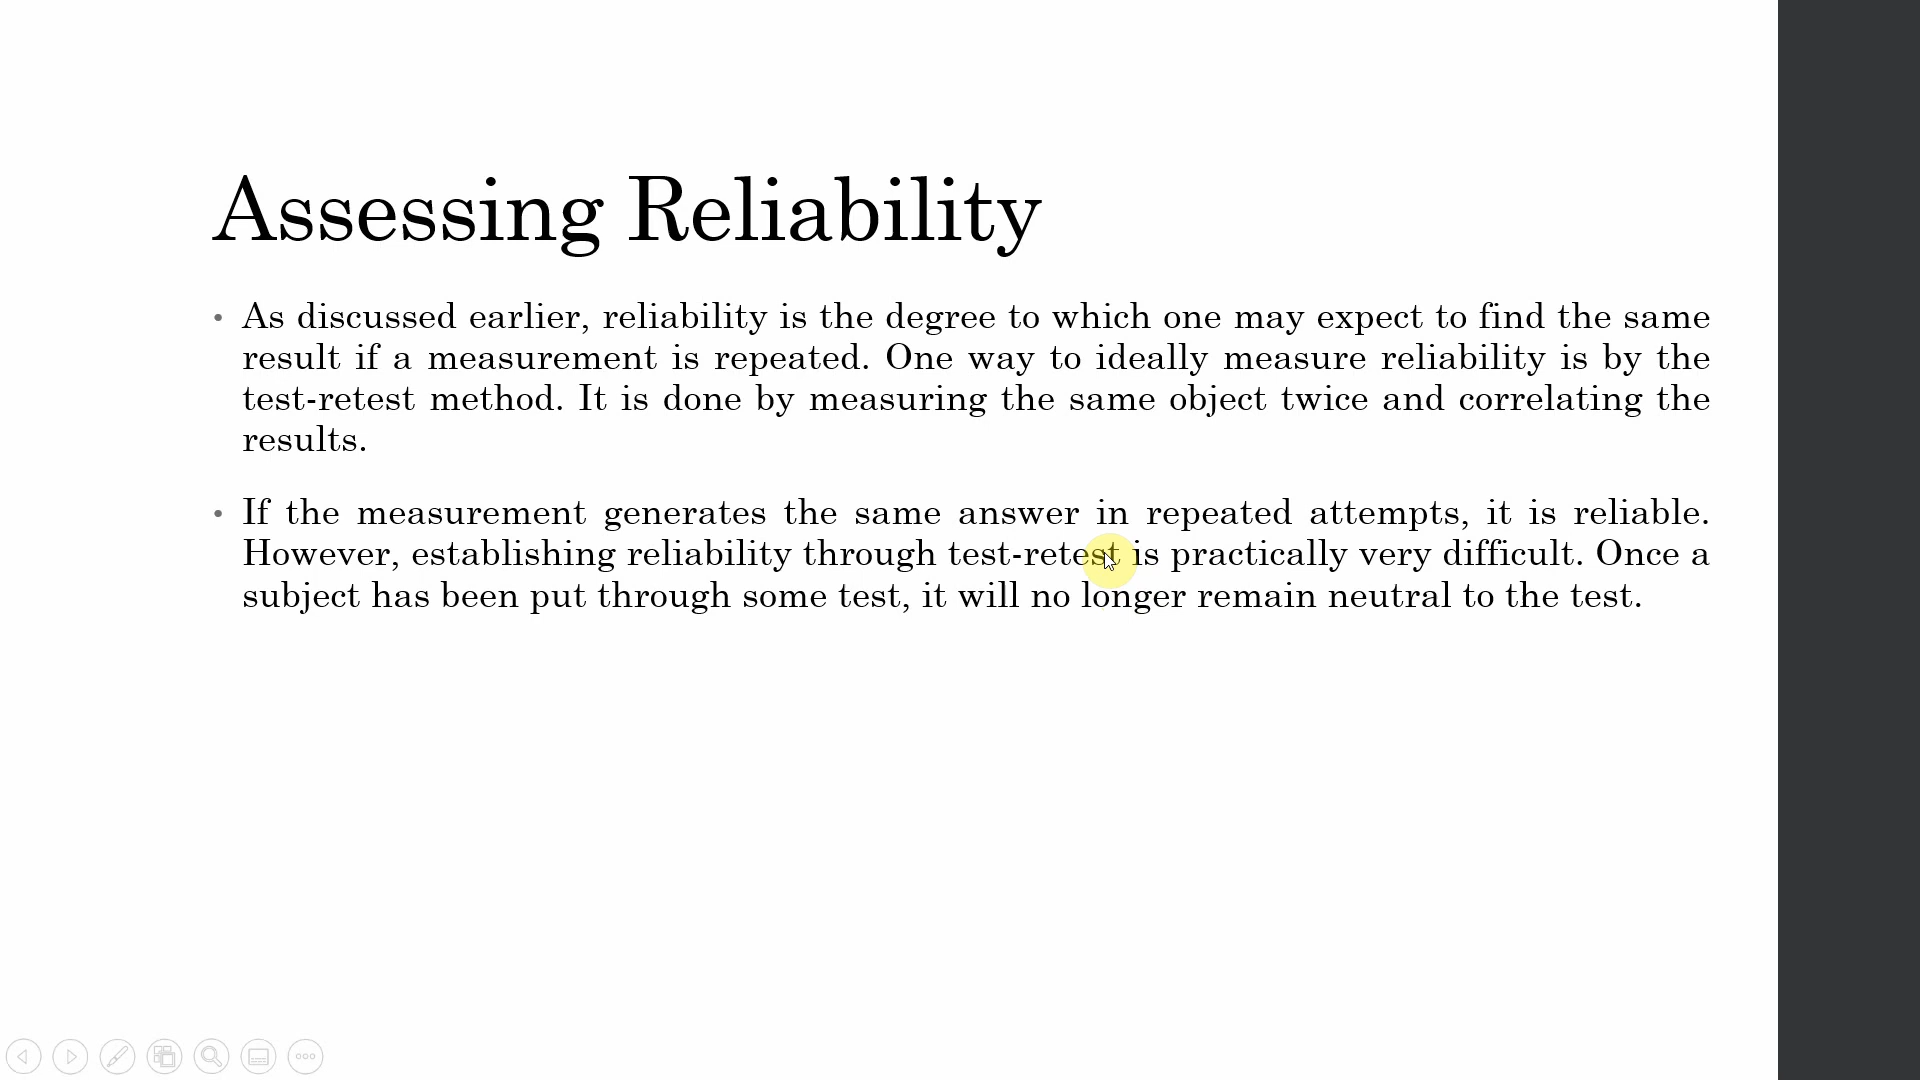 Assessing Reliability
• As discussed earlier, reliability is the degree to which one may expect to find the same
result if a measurement is repeated. One way to ideally measure reliability is by the
test-retest method. It is done by measuring the same object twice and correlating the
results.
• If the measurement generates the same answer in repeated attempts, it is reliable.
However, establishing reliability through test-retest is practically very difficult. Once a
subject has been put through some test, it will no longer remain neutral to the test.